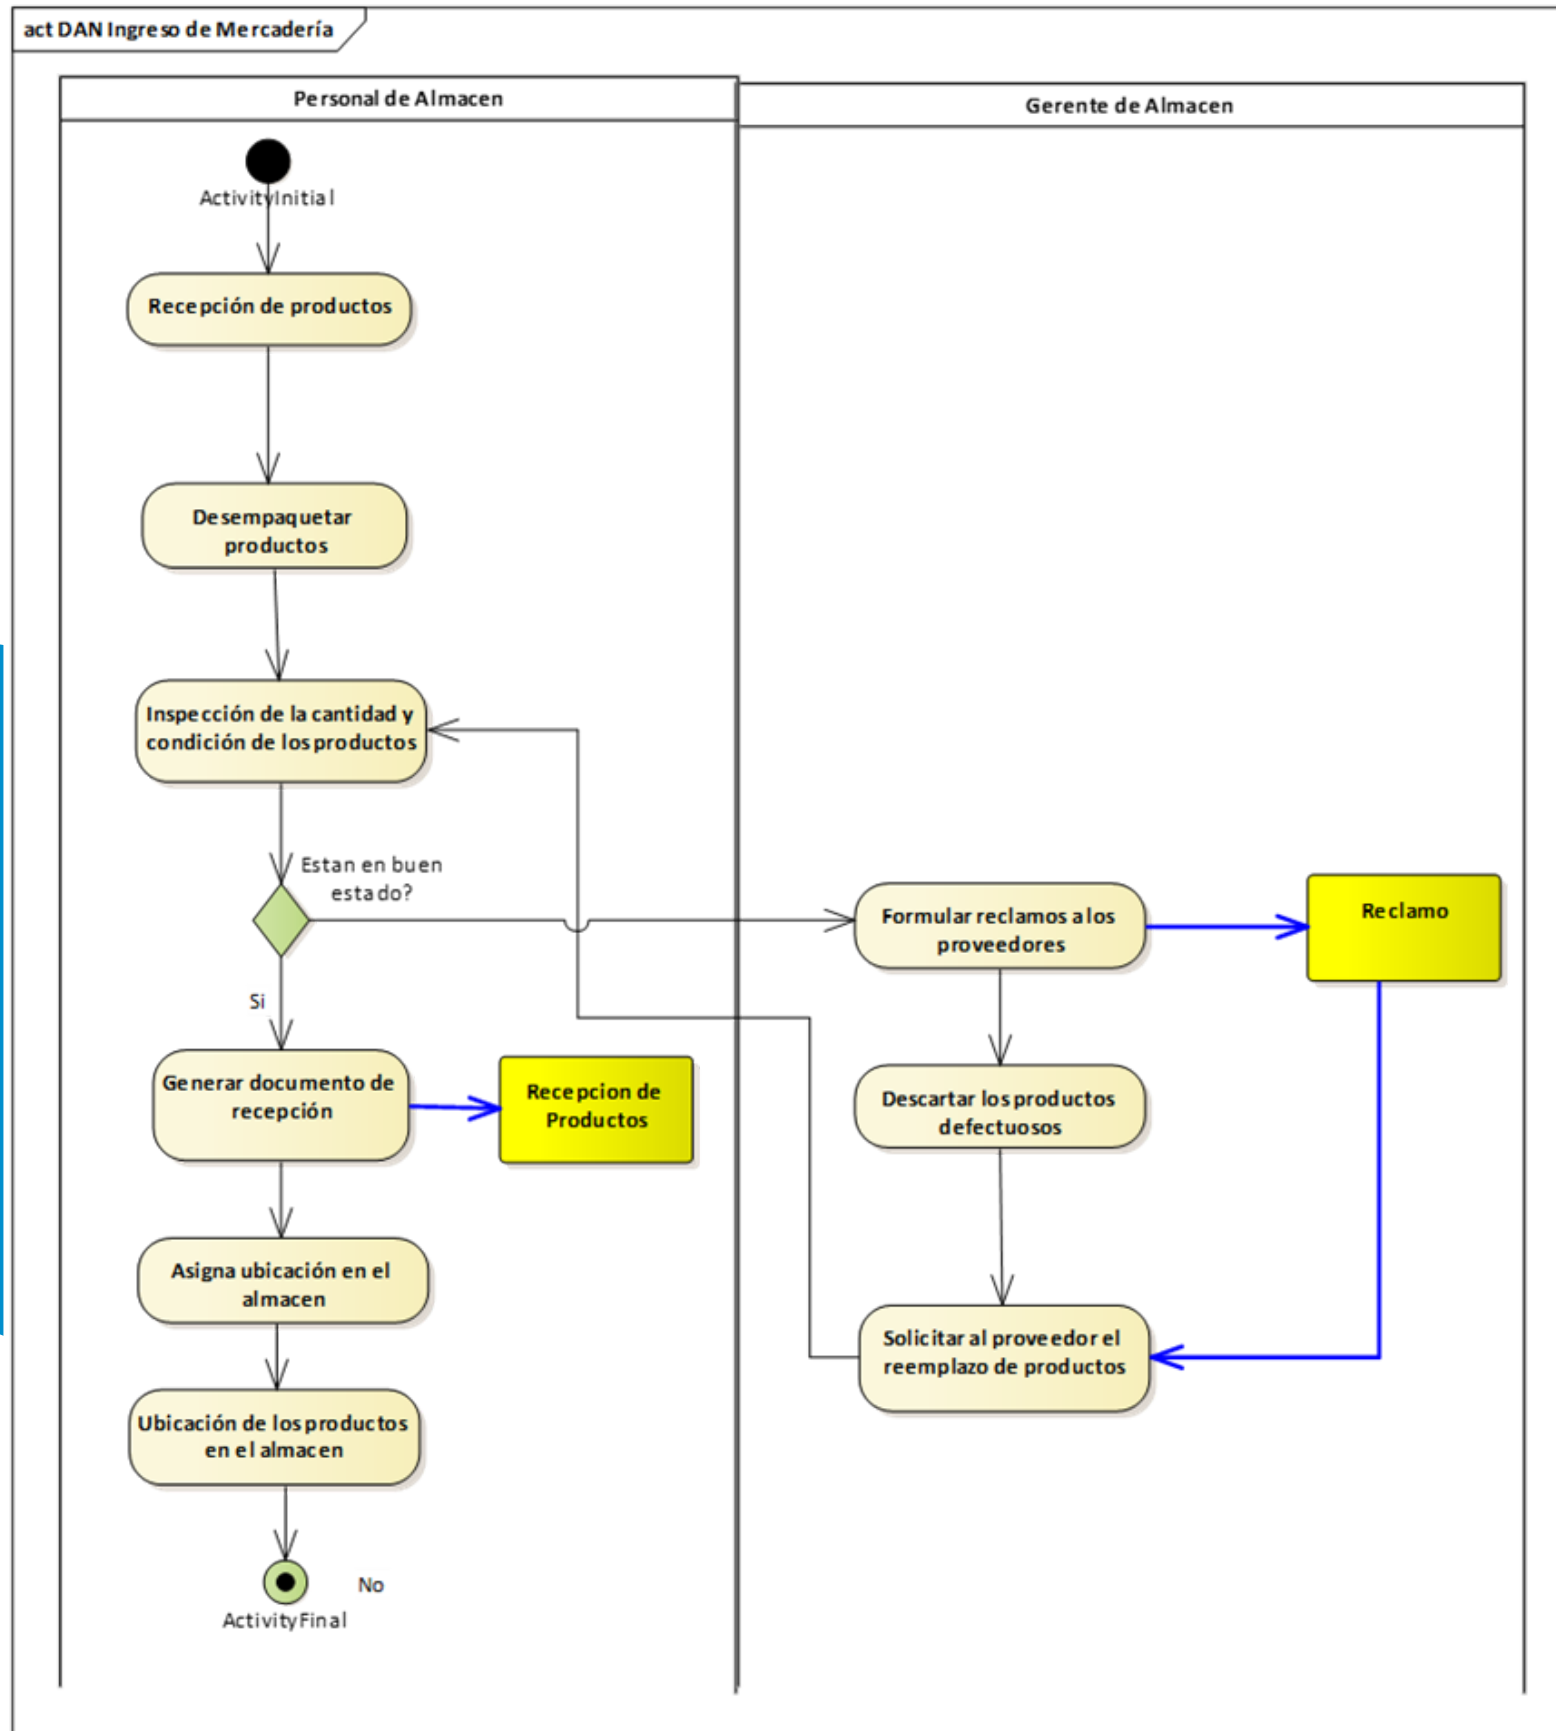 act DAN Ingreso de Mercadería
Personal de Almacen
Gerente de Almacen
ActivityInitial
Recepción de productos
Desempaquetar
productos
Inspección de la cantidad y
condición de los productos
Estan en buen
estado?
Formular reclamos a los
proveedores
Reclamo
Si
Generar documento de
recepción
Recepcion de
Productos
Descartar los productos
defectuosos
Asigna ubicación en el
almacen
Solicitar al proveedor el
reemplazo de productos
Ubicación de los productos
en el almacen
No
ActivityFinal